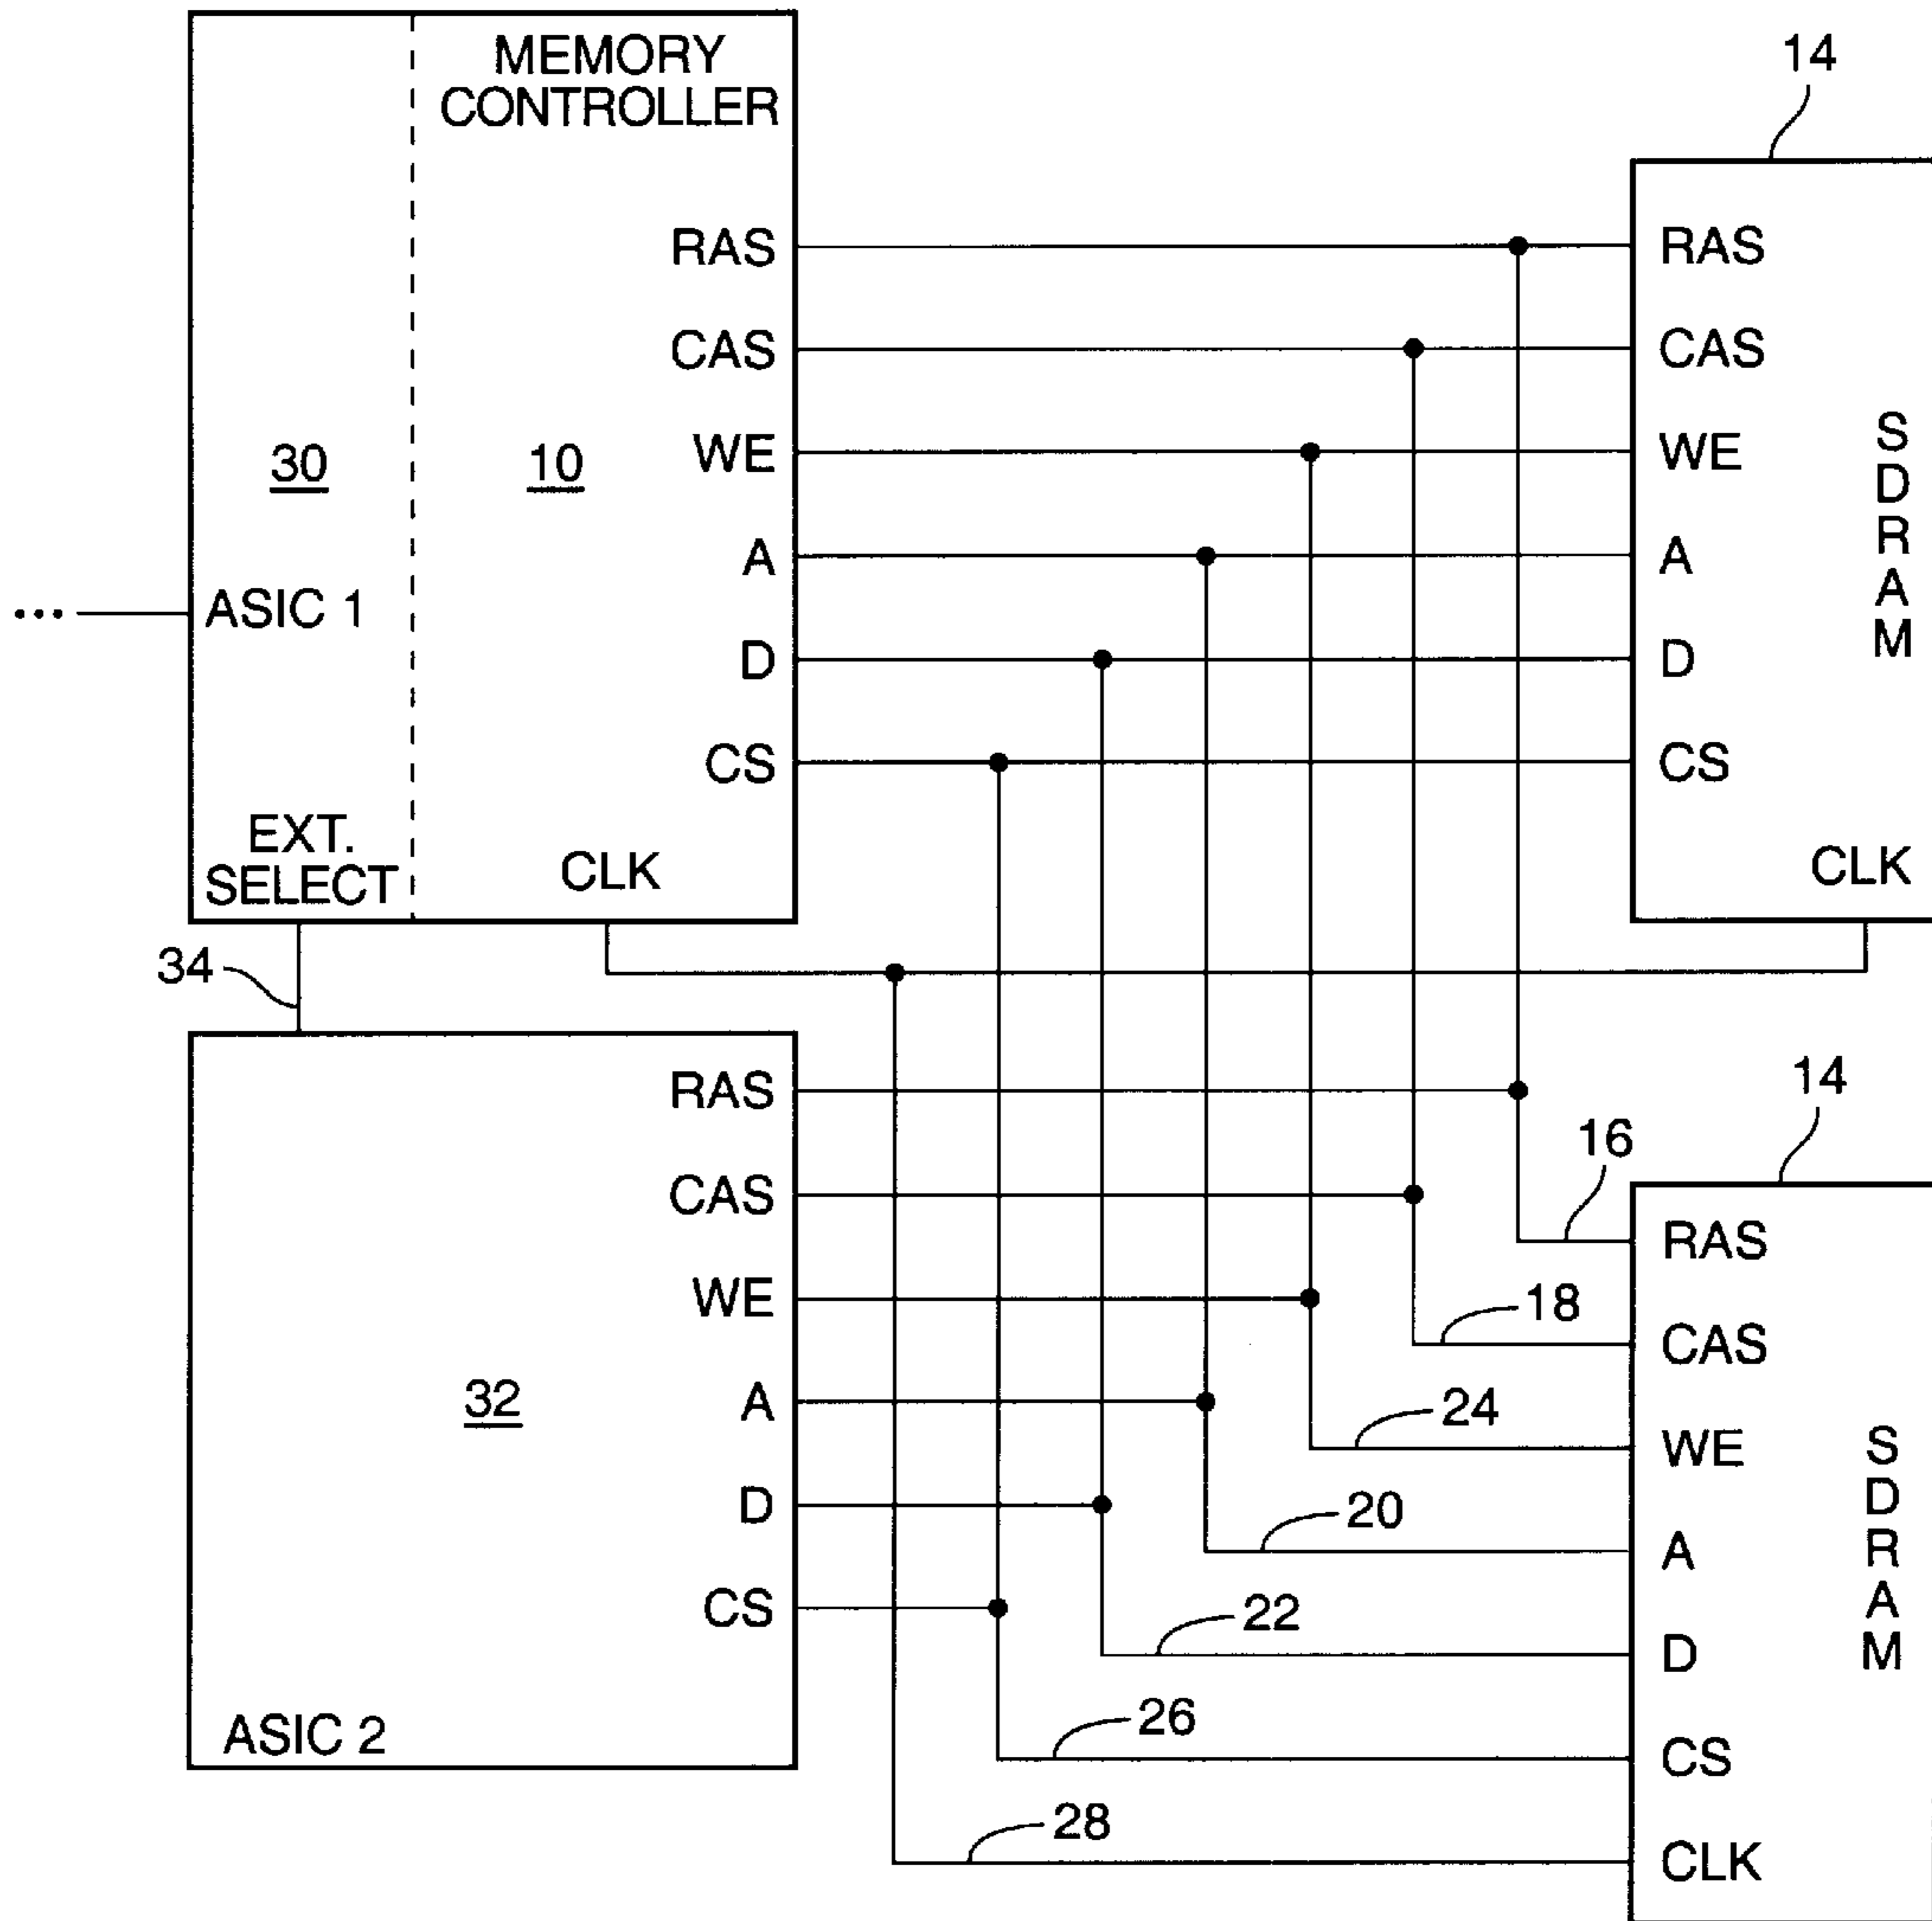 MEMORY
CONTROLLER
RAS
CAS
WE
A
D
CS
30
10
... ASIC 1
EXT.
SELECT
CLK
14
RAS
CAS
WE
A
D
CS
SDRAM
CLK
34
RAS
CAS
WE
A
D
CS
32
ASIC 2
14
16
18
24
20
22
26
28
RAS
CAS
WE
A
D
CS
CLK
SDRAM